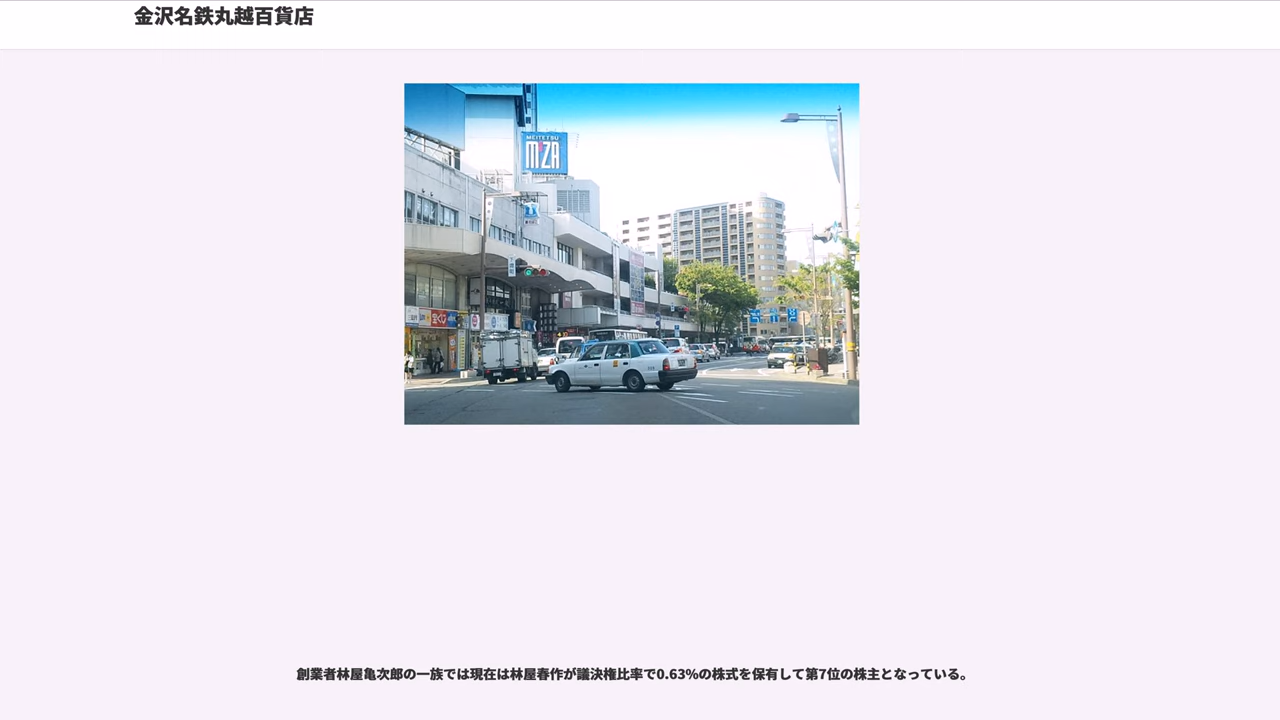 金沢名鉄丸越百貨店
MEITETSU
M'ZA
創業者林屋亀次郎の一族では現在は林屋春作が議決権比率で0.63%の株式を保有して第7位の株主となっている。